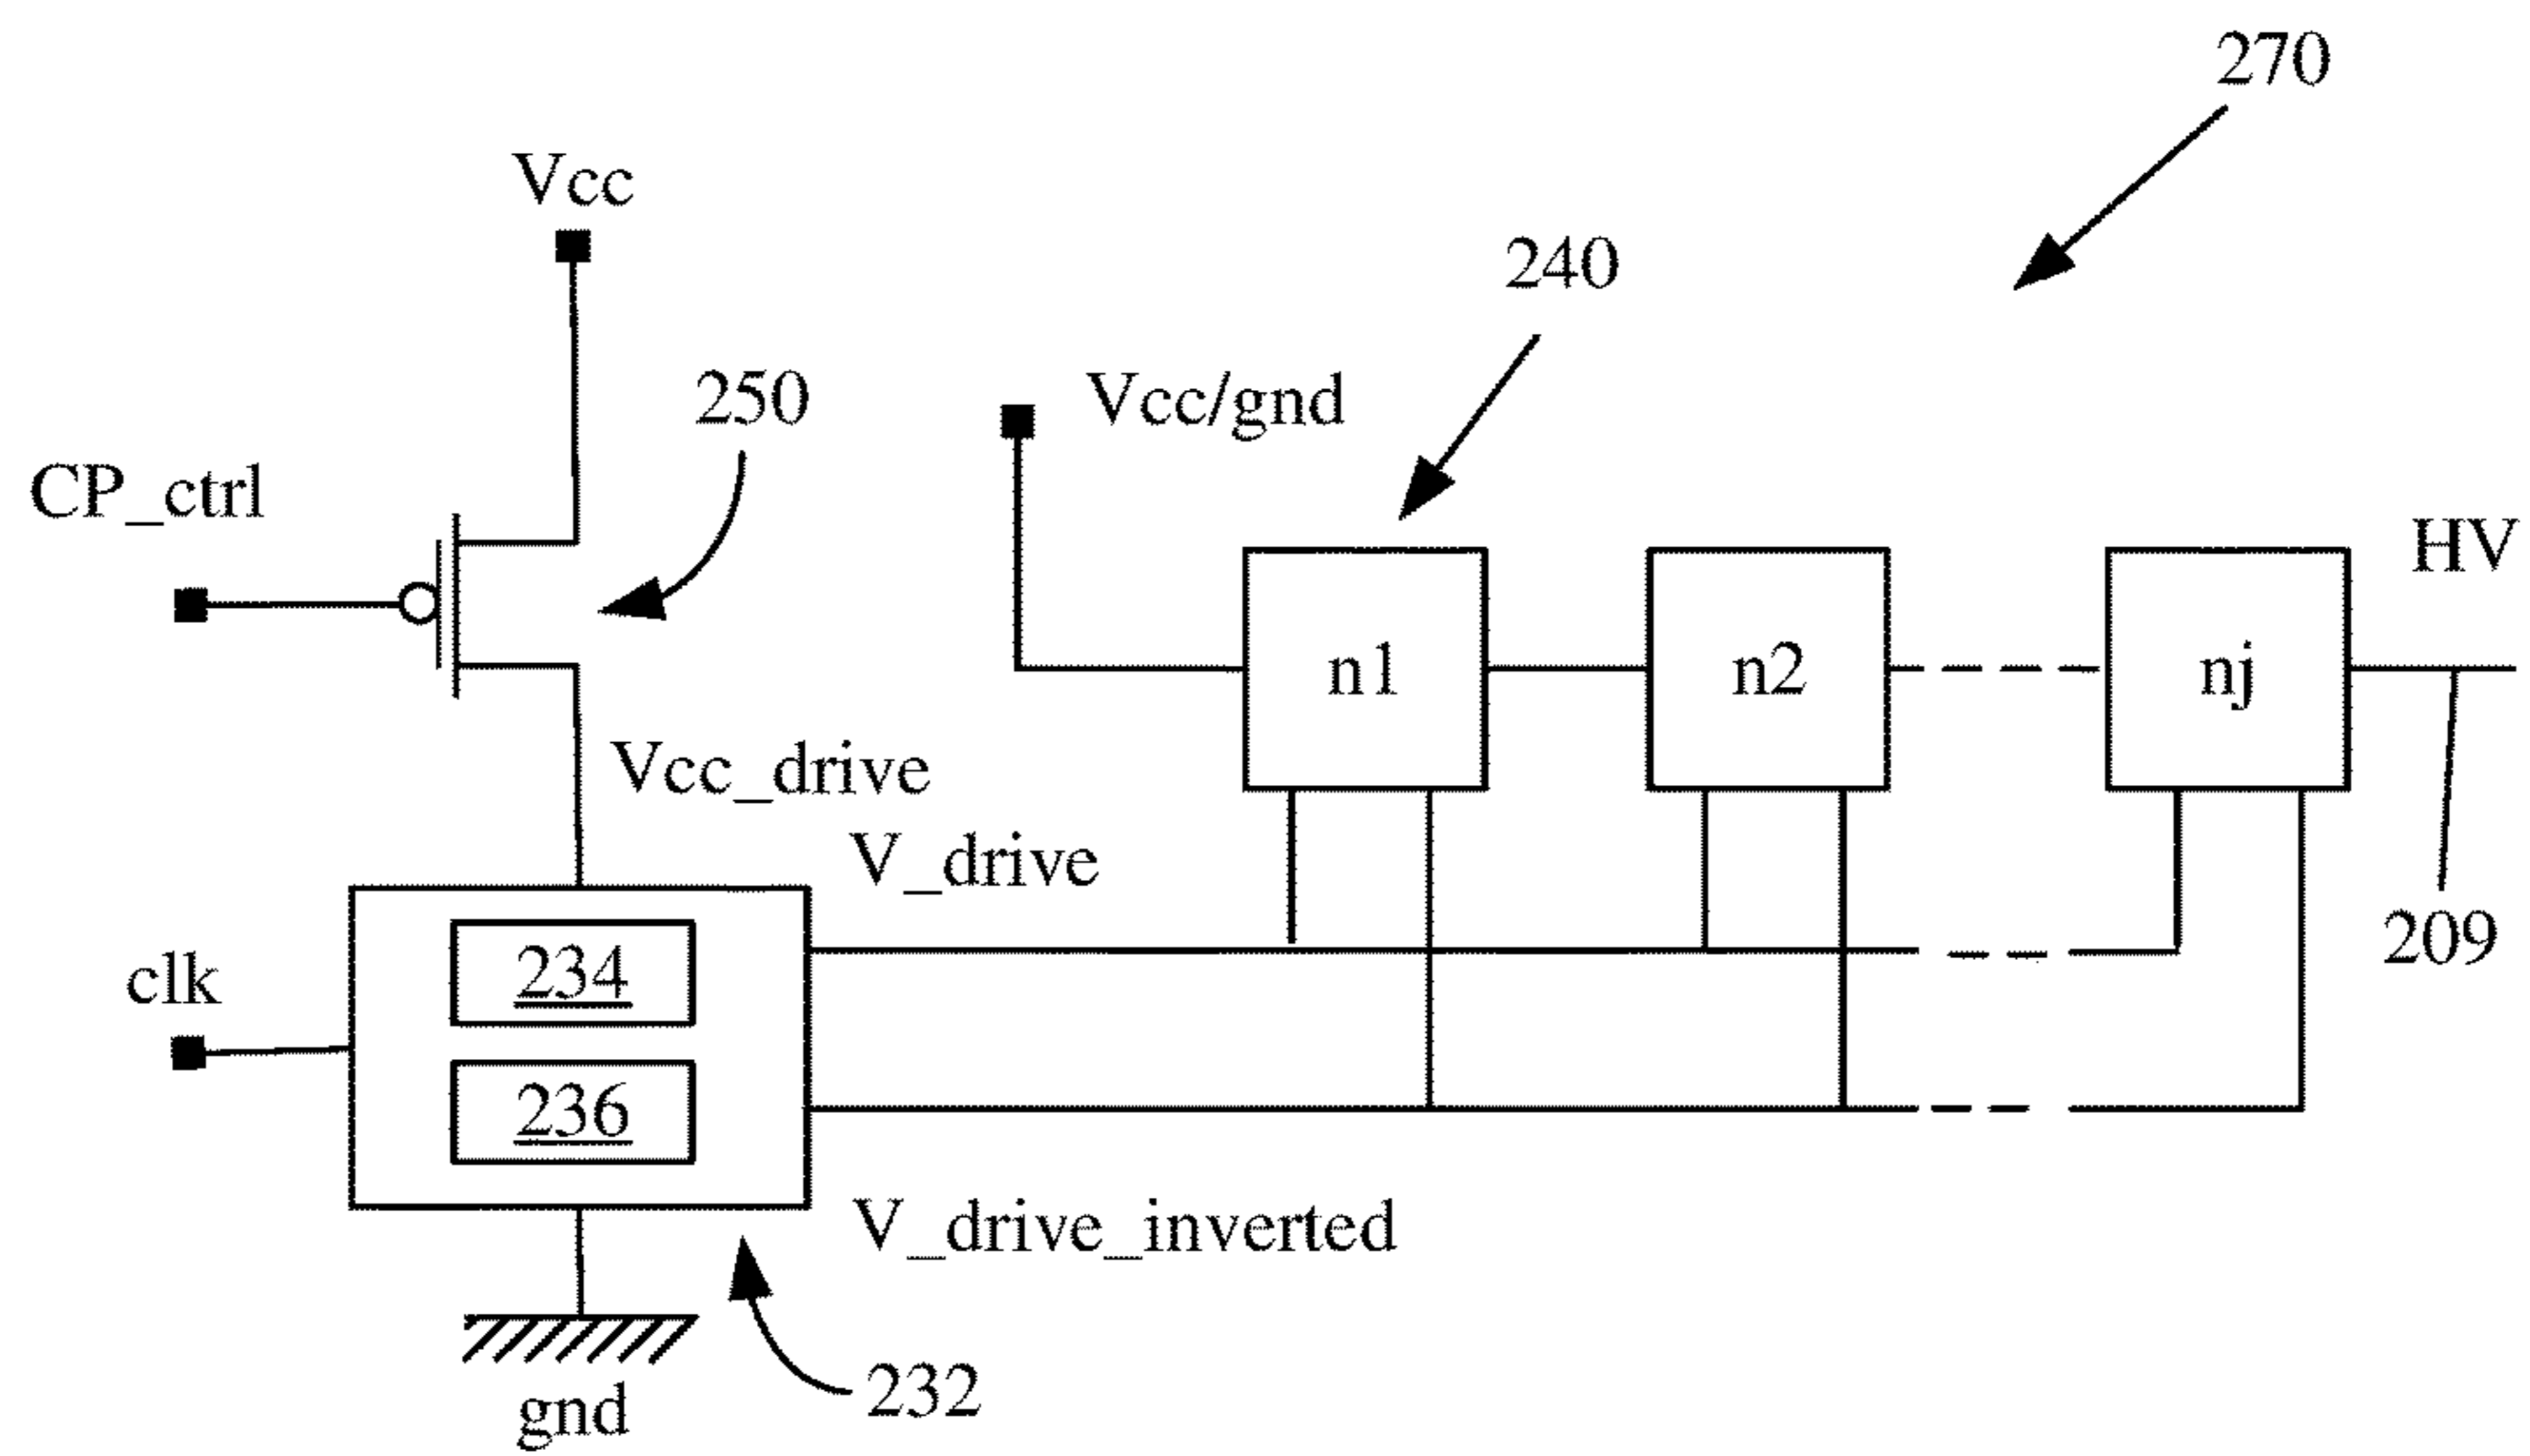 270
Vcc
240
250
Vcc/gnd
CP_ctrl
HV
n1
n2
nj
Vcc_drive
V_drive
209
234
clk
236
V_drive_inverted
232
gnd